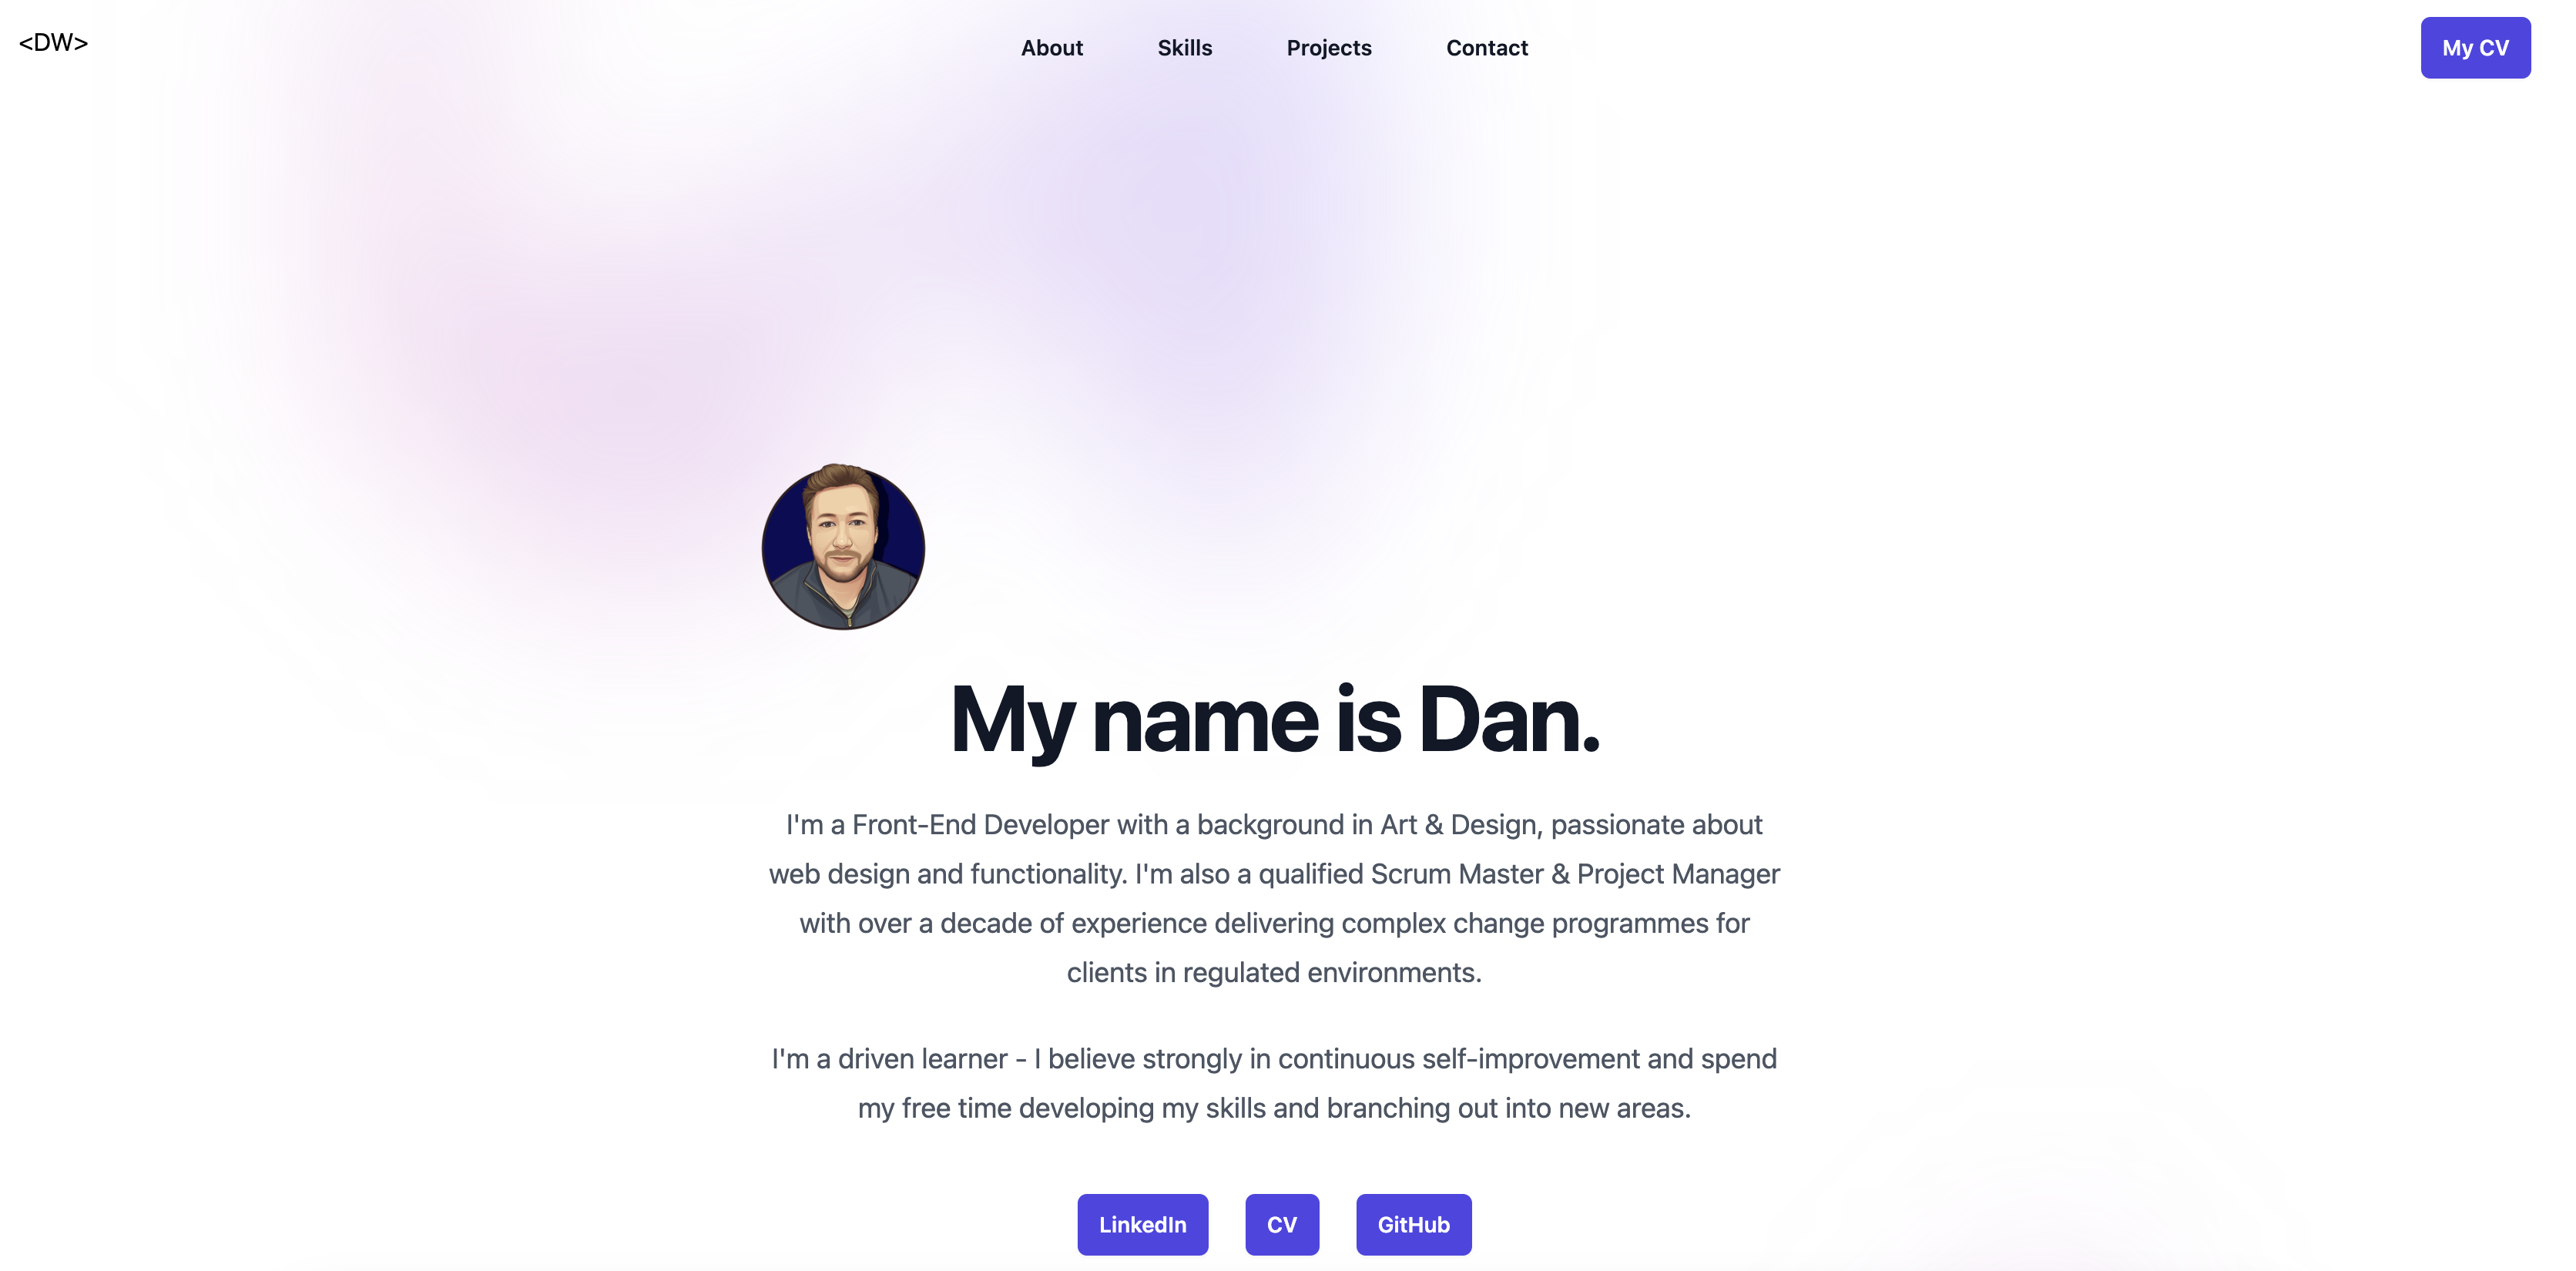 <DW>
About
Skills
Projects
Contact
My CV
My name is Dan.
I'm a Front-End Developer with a background in Art & Design, passionate about
web design and functionality. I'm also a qualified Scrum Master & Project Manager
with over a decade of experience delivering complex change programmes for
clients in regulated environments.
I'm a driven learner - I believe strongly in continuous self-improvement and spend
my free time developing my skills and branching out into new areas.
LinkedIn
CV
GitHub